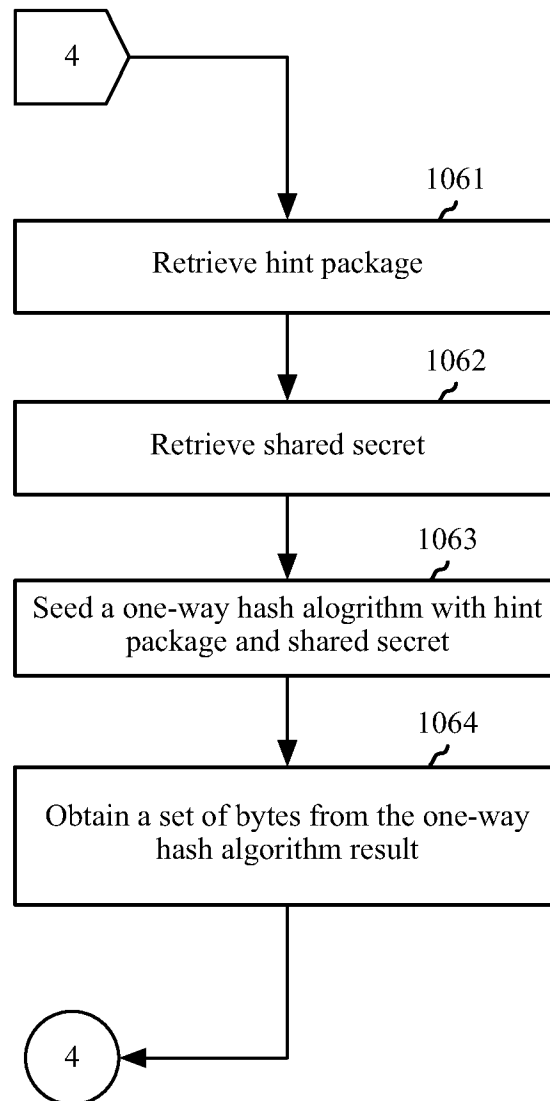 4
1061
Retrieve hint package
1062
Retrieve shared secret
1063
Seed a one-way hash alogrithm with hint
package and shared secret
1064
Obtain a set of bytes from the one-way
hash algorithm result
4